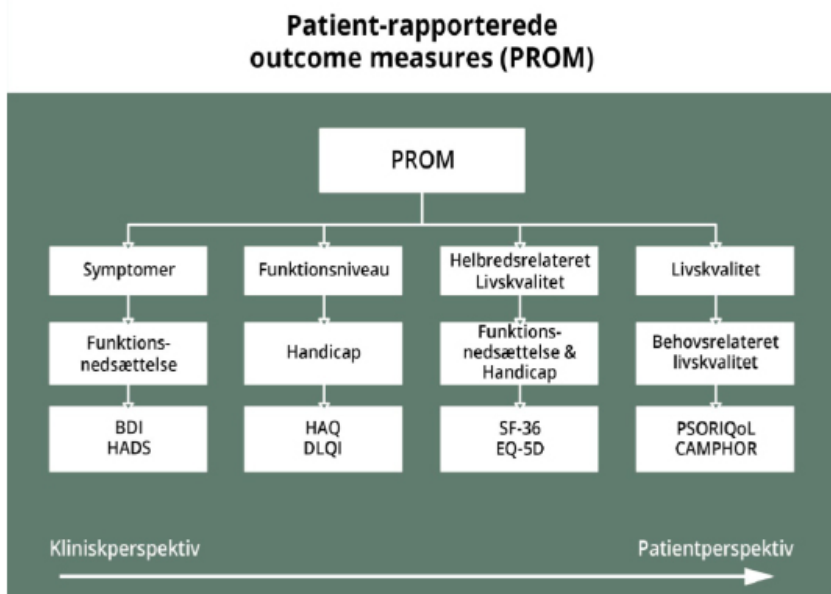 Patient-rapporterede
outcome measures (PROM)
PROM
Symptomer
Funktionsniveau
Helbredsrelateret
Livskvalitet
Livskvalitet
Funktions-
nedsættelse
Handicap
Funktions-
nedsættelse &
Handicap
Behovsrelateret
livskvalitet
BDI
HADS
HAQ
DLQI
SF-36
EQ-5D
PSORIQoL
CAMPHOR
Kliniskperspektiv
Patientperspektiv